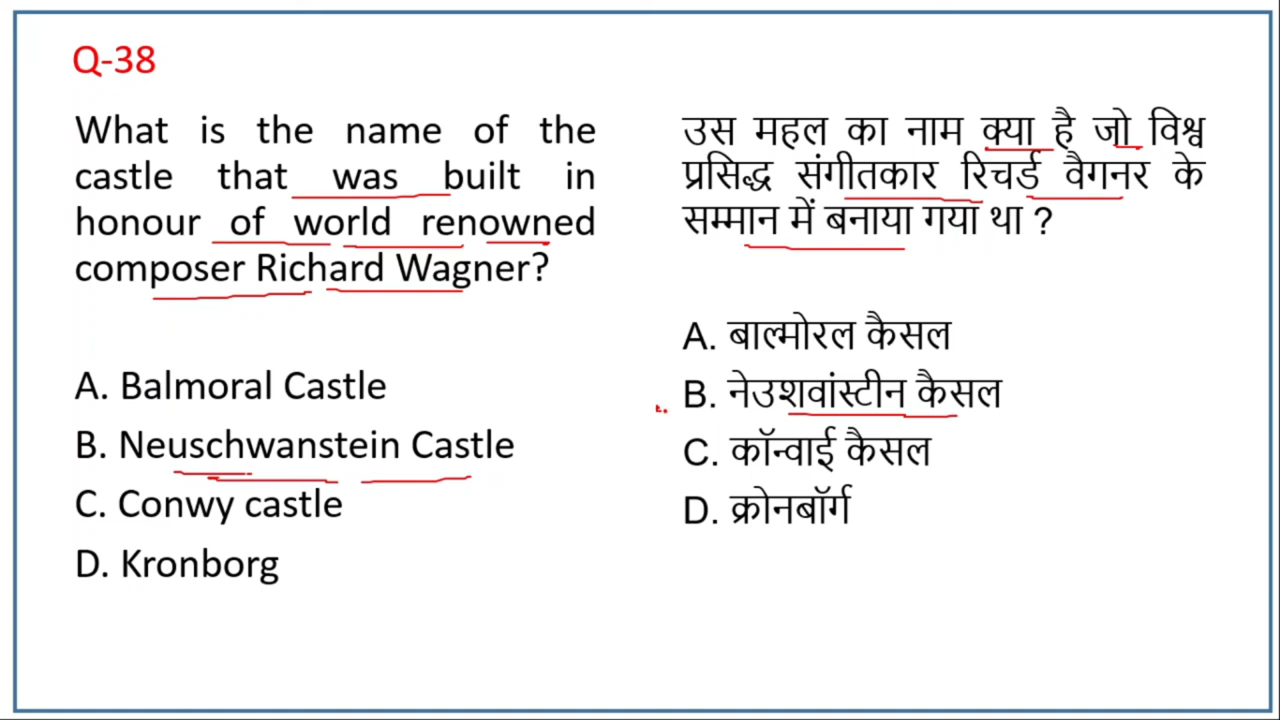 Q-38
What is the name of the
castle that was built in
honour of world renowned
composer Richard Wagner?
A. Balmoral Castle
B. Neuschwanstein Castle
C. Conwy castle
D. Kronborg
उस महल का नाम क्या है जो विश्व
प्रसिद्ध संगीतकार रिचर्ड वैगनर के
सम्मान में बनाया गया था ?
A. बाल्मोरल कैसल
B. नेउशवांस्टीन कैसल
C. कॉन्वाई कैसल
D. क्रोनबॉर्ग